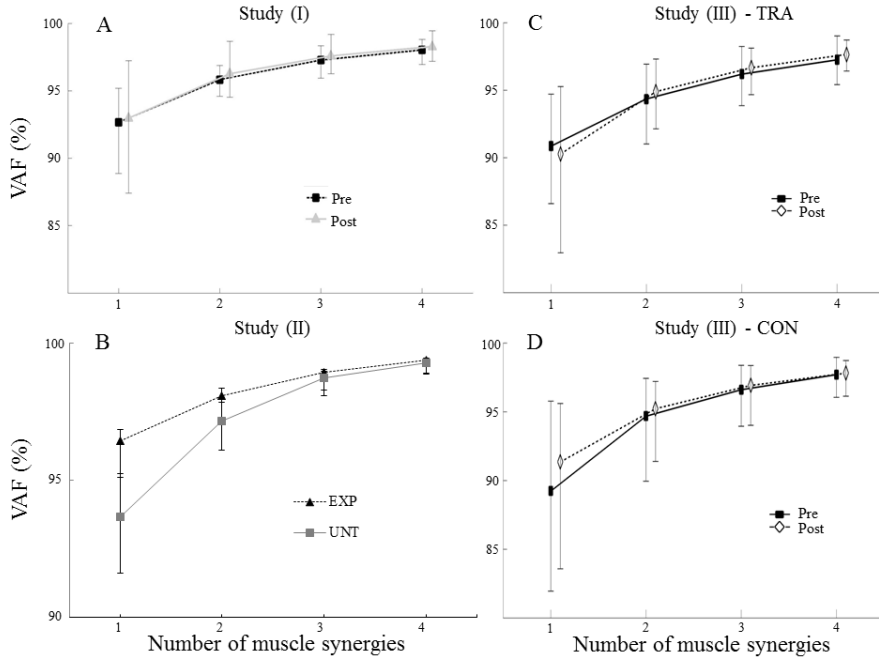 A
Study (I)
100
95
90
85
VAF (%)
Pre
Post
1
2
3
4
C
Study (III) - TRA
100
95
90
85
Pre
Post
1
2
3
4
B
Study (II)
100
95
90
VAF (%)
EXP
UNT
1
2
3
4
Number of muscle synergies
D
Study (III) - CON
100
95
90
85
Pre
Post
1
2
3
4
Number of muscle synergies